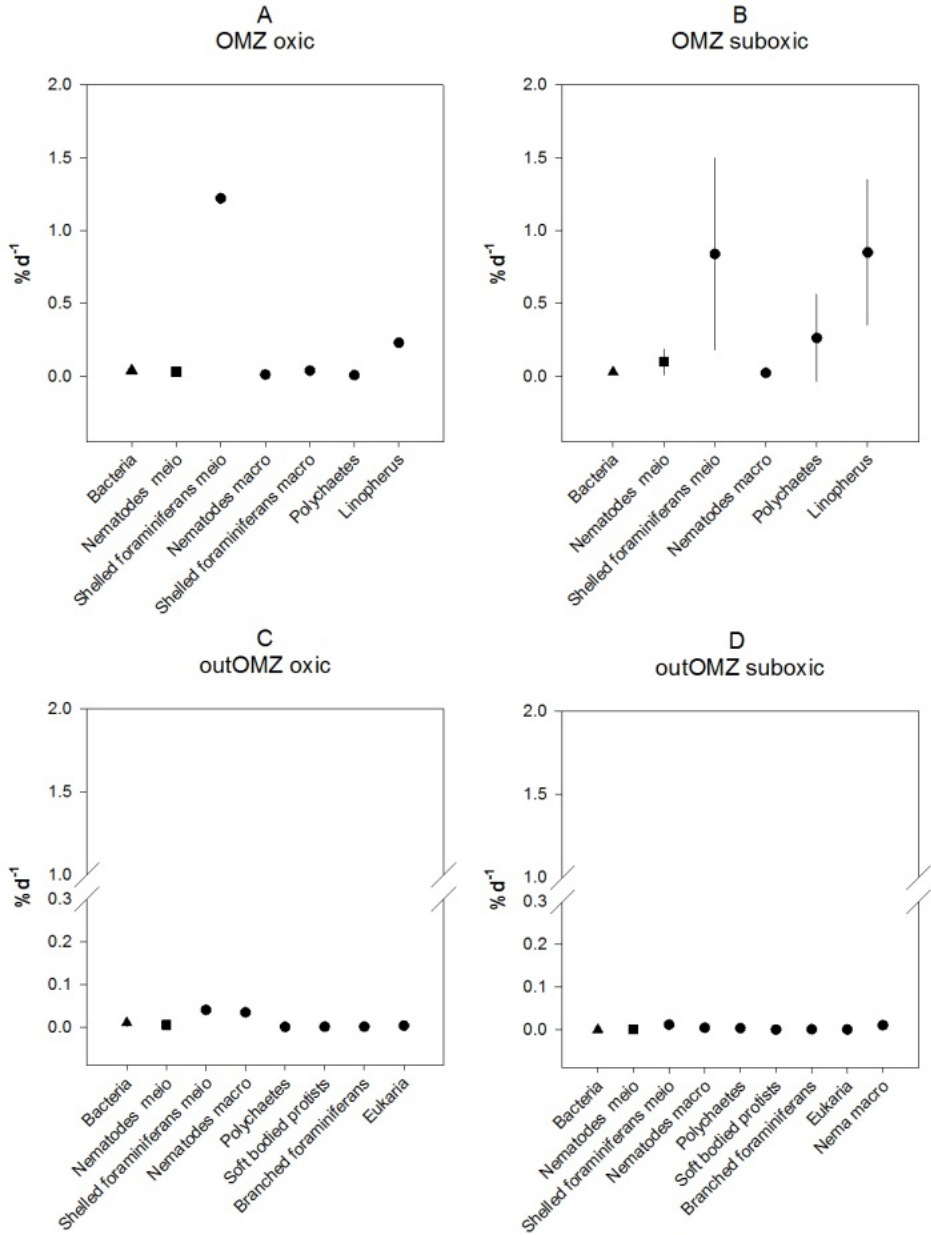 A
OMZ oxic
2.0
1.5
1.0
0.5
0.0
% d-1
Bacteria
Nematodes meio
Shelled foraminiferans meio
Nematodes macro
Shelled foraminiferans macro
Polychaetes
Linopherus
B
OMZ suboxic
2.0
1.5
1.0
0.5
0.0
% d-1
Bacteria
Nematodes meio
Shelled foraminiferans meio
Nematodes macro
Polychaetes
Linopherus
C
outOMZ oxic
2.0
1.5
1.0
0.3
0.2
0.1
0.0
% d-1
Bacteria
Nematodes meio
Shelled foraminiferans meio
Nematodes macro
Polychaetes
Soft bodied protists
Branched foraminiferans
Eukaria
D
outOMZ suboxic
2.0
1.5
1.0
0.3
0.2
0.1
0.0
% d-1
Bacteria
Nematodes meio
Shelled foraminiferans meio
Nematodes macro
Polychaetes
Soft bodied protists
Branched foraminiferans
Eukaria
Nema macro